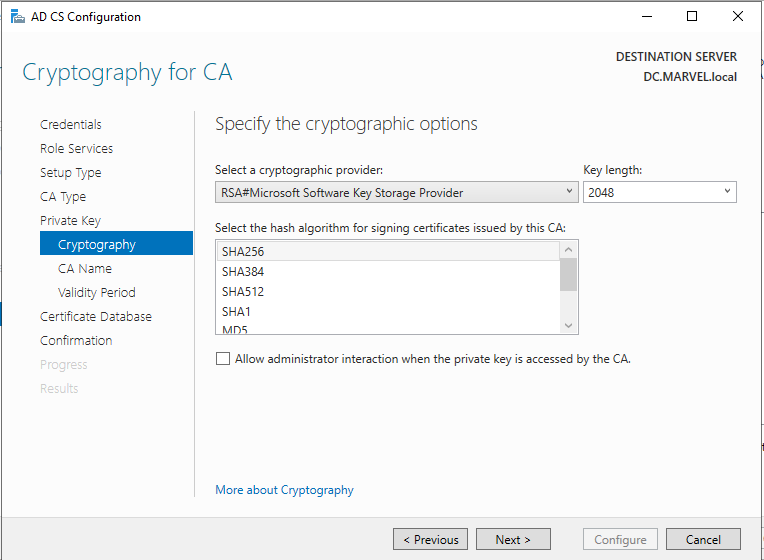 AD CS Configuration
Cryptography for CA
DESTINATION SERVER
DC.MARVEL.local
Credentials
Role Services
Setup Type
CA Type
Private Key
Cryptography
CA Name
Validity Period
Certificate Database
Confirmation
Progress
Results
Specify the cryptographic options
Select a cryptographic provider:
Key length:
RSA#Microsoft Software Key Storage Provider
2048
Select the hash algorithm for signing certificates issued by this CA:
SHA256
SHA384
SHA512
SHA1
MD5
Allow administrator interaction when the private key is accessed by the CA.
More about Cryptography
< Previous
Next >
Configure
Cancel